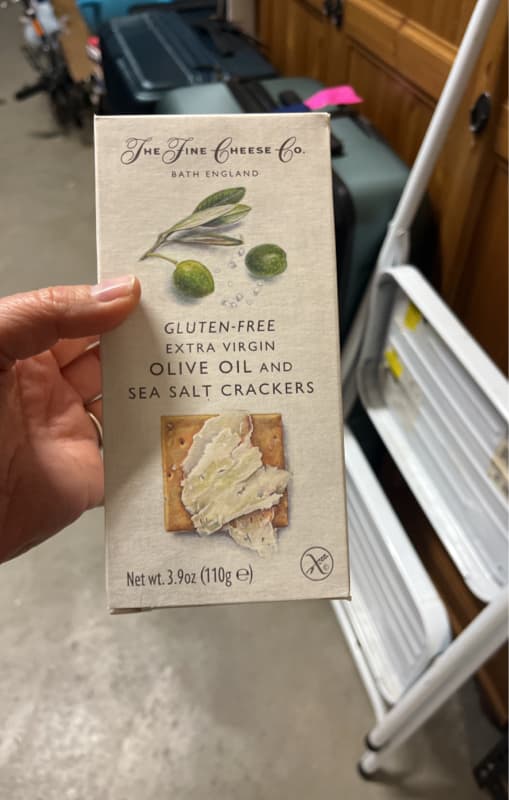 The Fine Cheese Co.
BATH ENGLAND
GLUTEN-FREE
EXTRA VIRGIN
OLIVE OIL AND
SEA SALT CRACKERS
Net wt. 3.9oz (110g ℮)